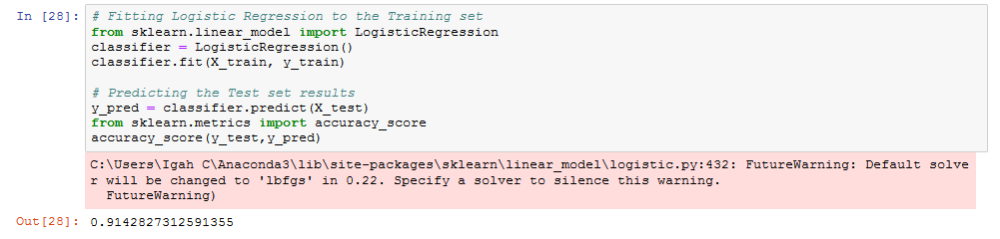 In [28]: # Fitting Logistic Regression to the Training set
from sklearn.linear_model import LogisticRegression
classifier = LogisticRegression()
classifier.fit(X_train, y_train)

# Predicting the Test set results
y_pred = classifier.predict(X_test)
from sklearn.metrics import accuracy_score
accuracy_score(y_test,y_pred)
C:\Users\Igah C\Anaconda3\lib\site-packages\sklearn\linear_model\logistic.py:432: FutureWarning: Default solve
r will be changed to 'lbfgs' in 0.22. Specify a solver to silence this warning.
  FutureWarning)
Out[28]: 0.9142827312591355